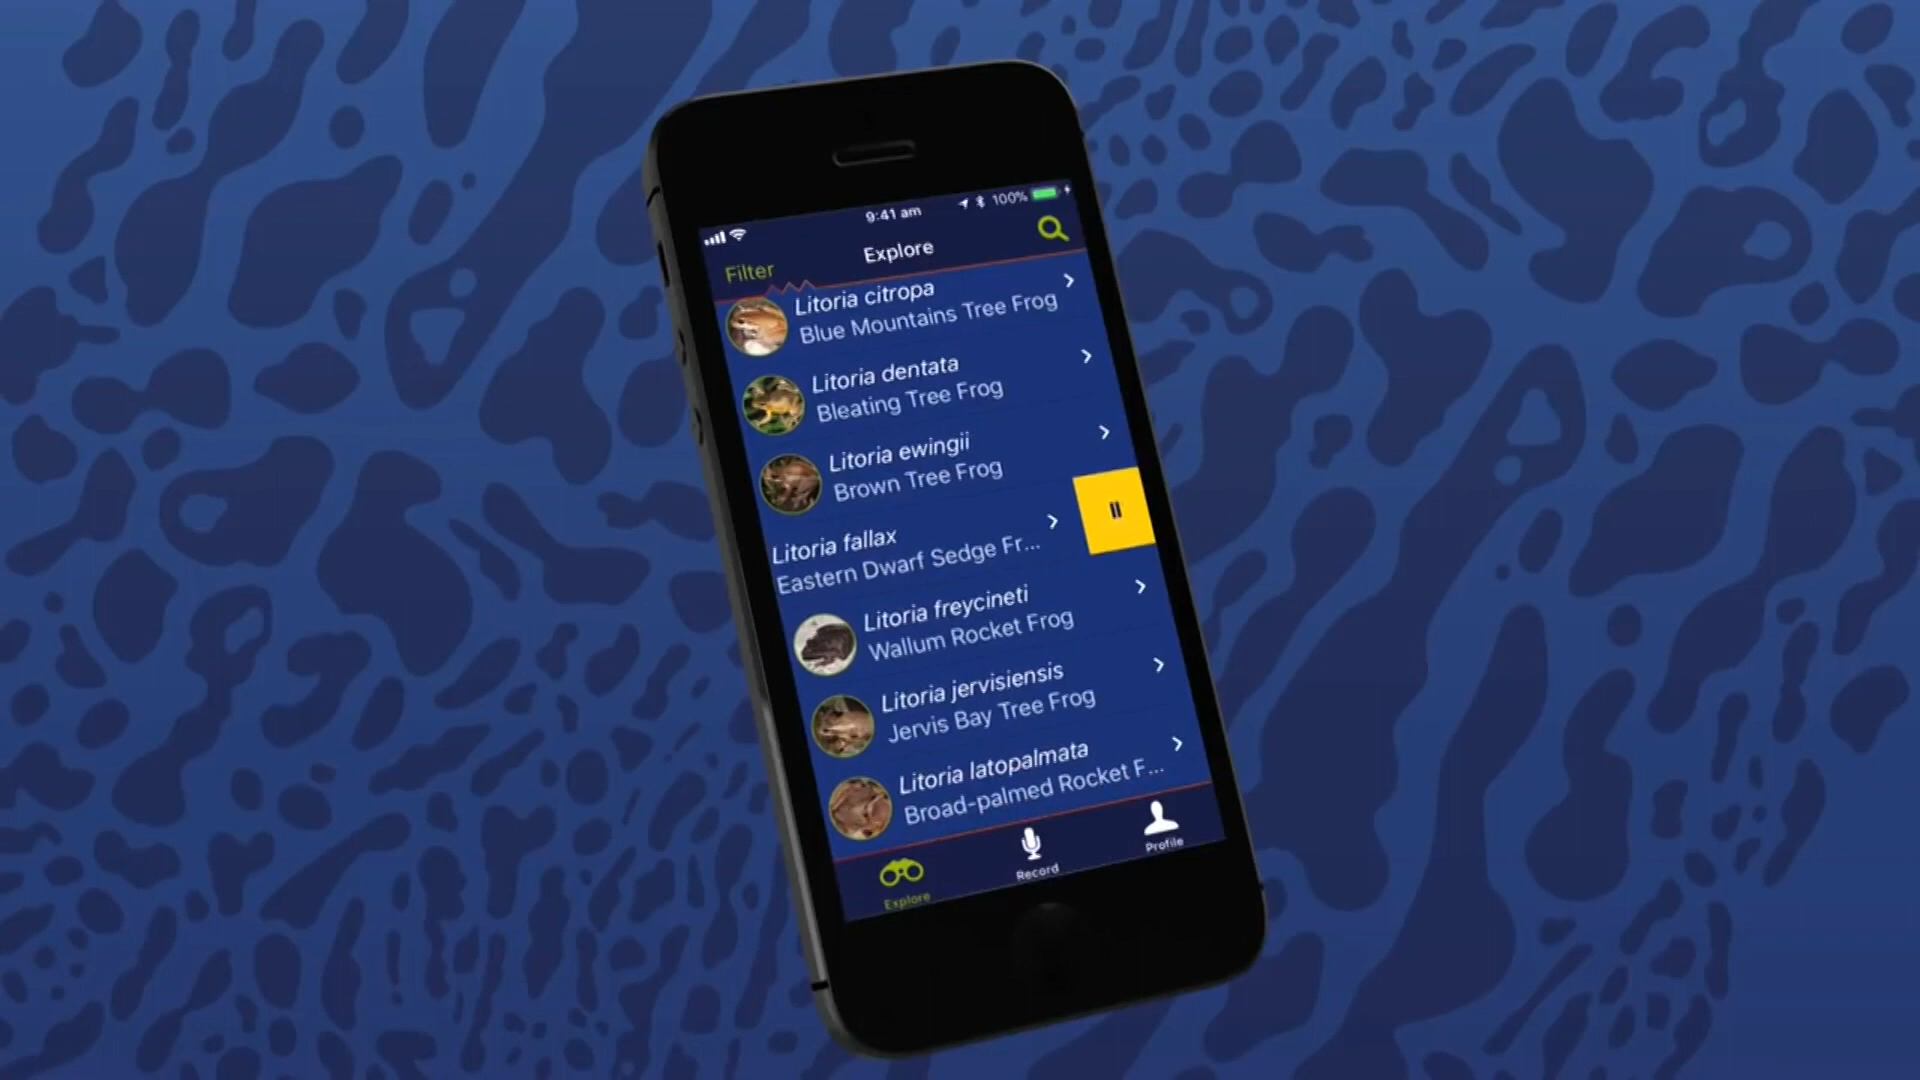 9:41 am
100%
Filter
Explore
Litoria citropa
Blue Mountains Tree Frog
Litoria dentata
Bleating Tree Frog
Litoria ewingii
Brown Tree Frog
Litoria fallax
Eastern Dwarf Sedge Fr...
Litoria freycineti
Wallum Rocket Frog
Litoria jervisiensis
Jervis Bay Tree Frog
Litoria latopalmata
Broad-palmed Rocket F...
Explore
Record
Profile